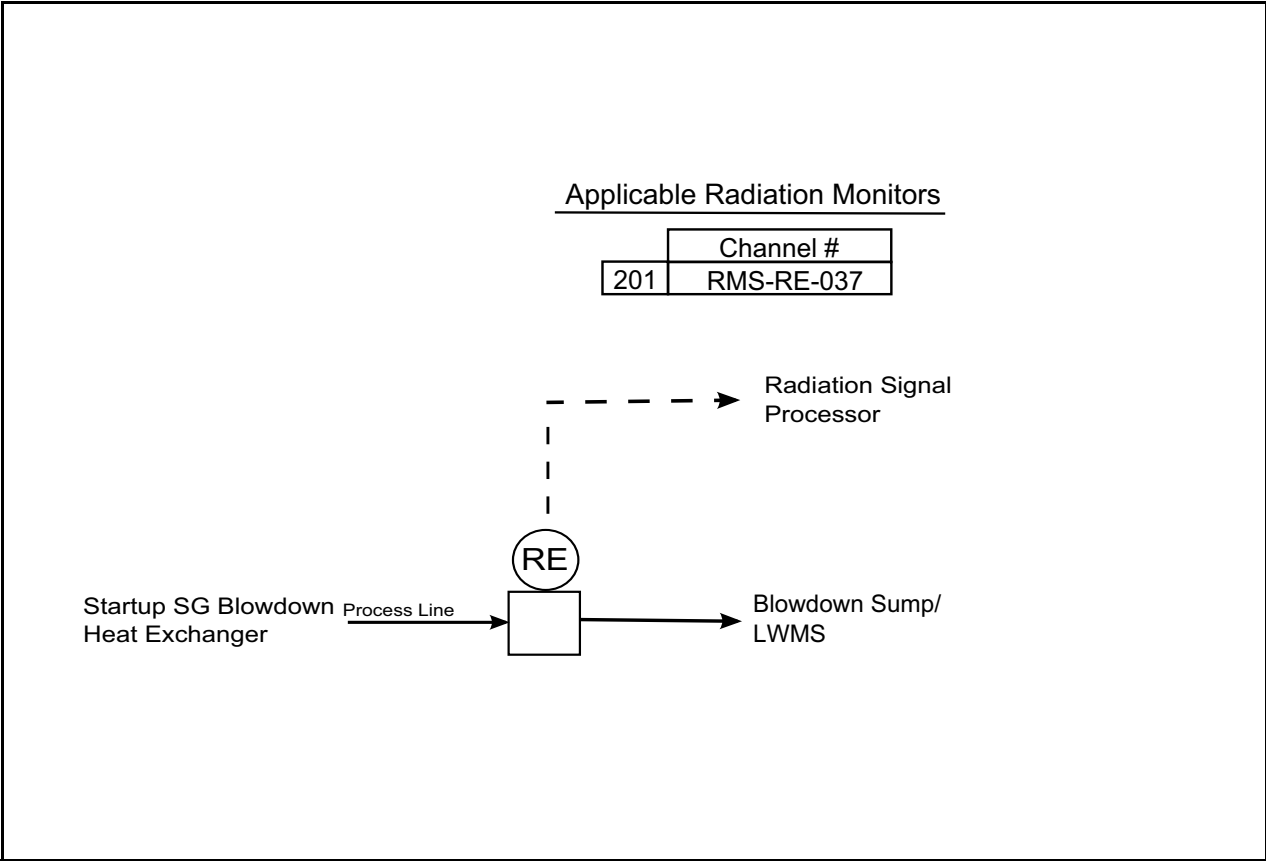 Applicable Radiation Monitors
Channel #
201 RMS-RE-037
Radiation Signal
Processor
RE
Startup SG Blowdown
Heat Exchanger
Process Line
Blowdown Sump/
LWMS